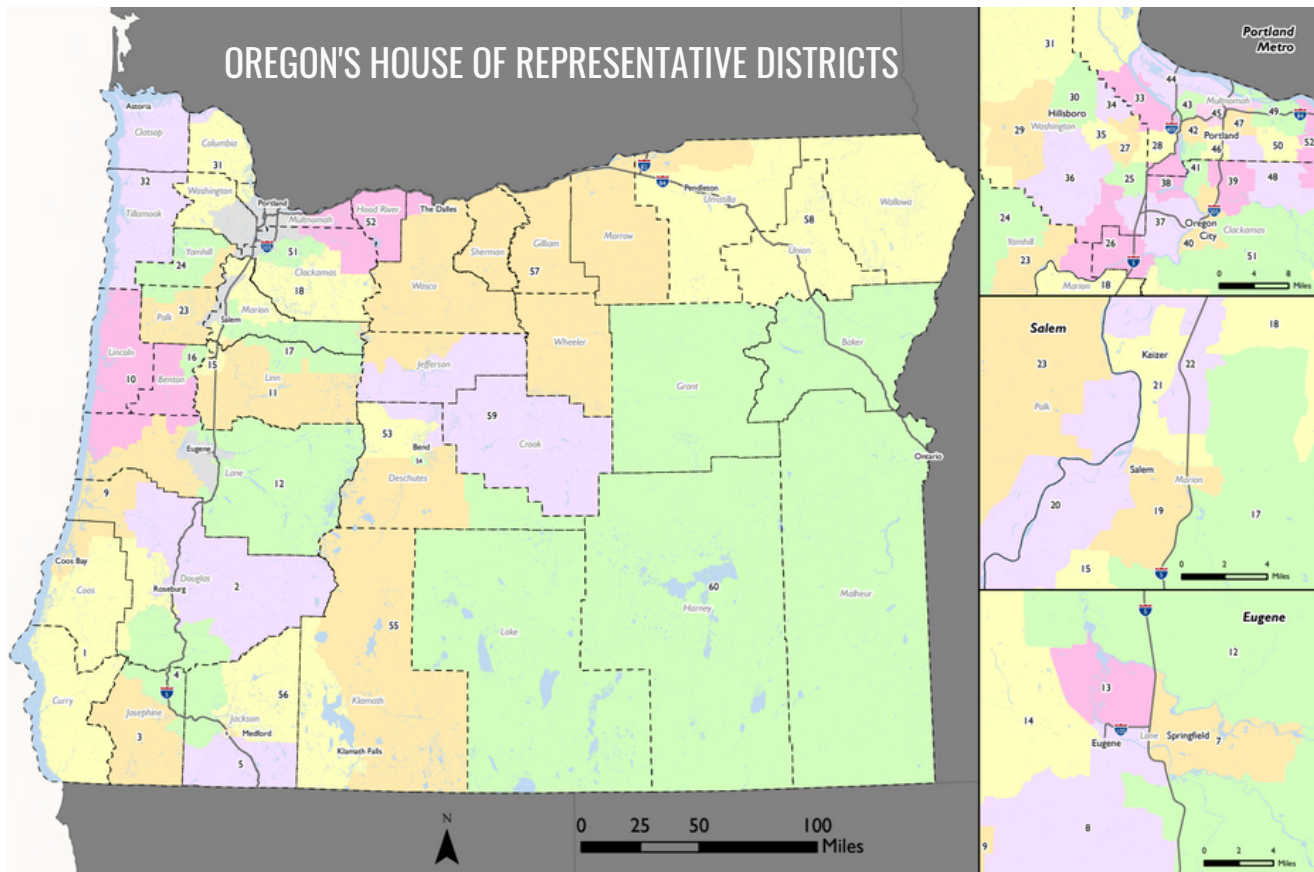 OREGON'S HOUSE OF REPRESENTATIVE DISTRICTS
Astoria
Clatsop
Columbia
31
32
Washington
Tillamook
Portland
Multnomah
Hood River
52
The Dalles
82
84
Pendleton
Umatilla
58
Wallowa
Union
Yamhill
24
51
Clackamas
Sherman
Gilliam
Morrow
57
18
Wasco
Polk
23
Marion
Salem
Lincoln
10
Benton
16
15
17
Linn
11
Jefferson
Wheeler
Grant
Baker
59
Crook
53
Bend
54
Deschutes
Eugene
Lane
12
Ontario
9
Coos Bay
Coos
Roseburg
Douglas
2
60
Harney
Malheur
Lake
55
1
4
5
Curry
Josephine
3
56
Jackson
Medford
5
Klamath
Klamath Falls
N
0 25 50 100
Miles
Portland
Metro
31
44
30
34
33
43
Multnomah
45
49
84
Hillsboro
29
Washington
35
27
28
42
Portland
47
46
50
52
36
25
38
41
39
48
24
37
Oregon
City
40
Clackamas
51
26
5
Yamhill
23
Marion
18
0 4 8
Miles
Salem
18
23
Keizer
21
22
Polk
Salem
Marion
20
19
17
15
5
0 2 4
Miles
5
Eugene
12
13
14
Eugene
Lane
Springfield
7
8
9
0 2 4
Miles